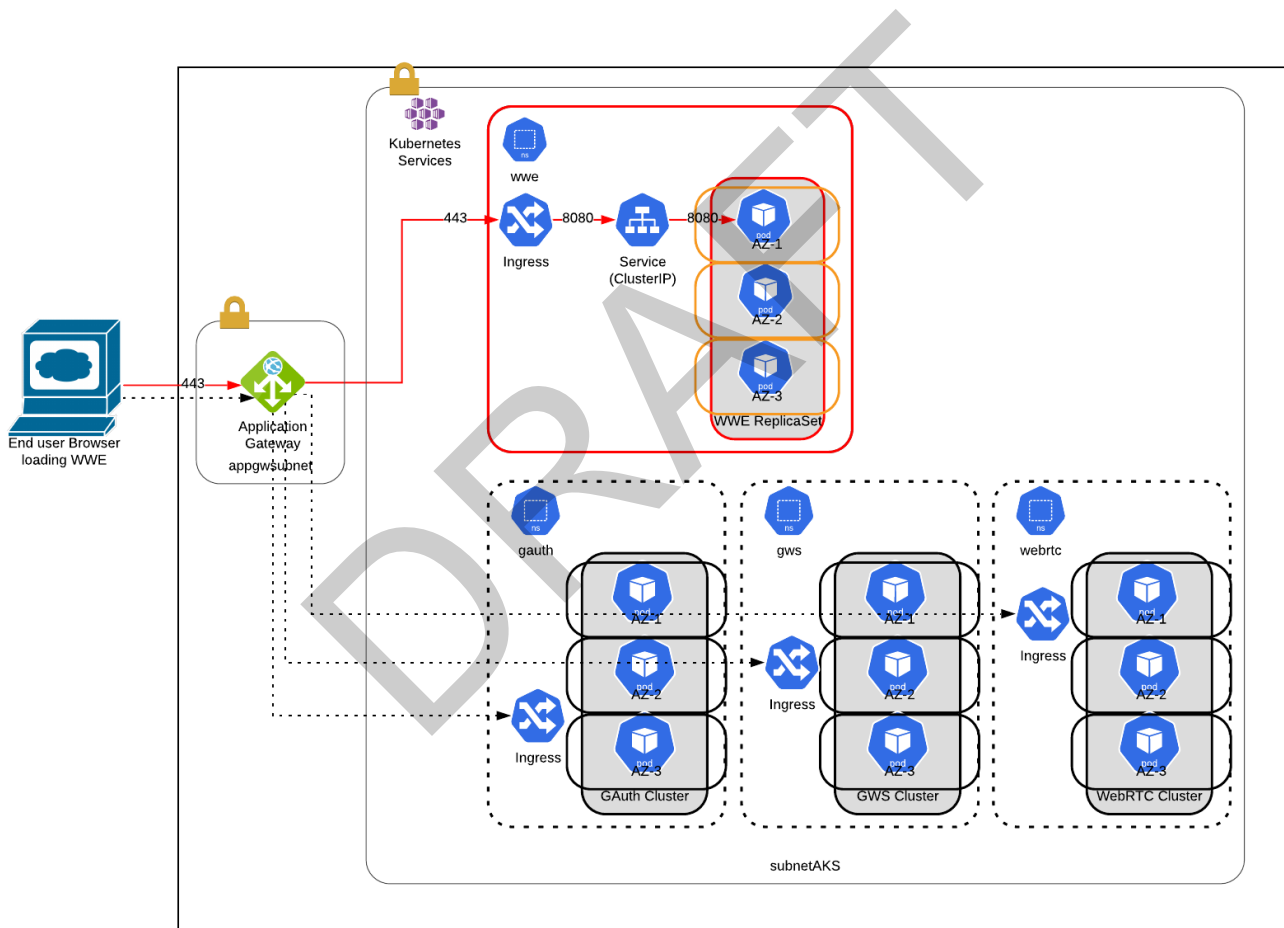 Kubernetes
Services
ns
wwe
443
8080
8080
Ingress
Service
(ClusterIP)
pod
AZ-1
pod
AZ-2
pod
AZ-3
WWE ReplicaSet
443
End user Browser
loading WWE
Application
Gateway
appgwsubnet
DRAFT
ns
gauth
pod
AZ-1
pod
AZ-2
pod
AZ-3
Ingress
GAuth Cluster
ns
gws
pod
AZ-1
pod
AZ-2
pod
AZ-3
Ingress
GWS Cluster
ns
webrtc
pod
AZ-1
pod
AZ-2
pod
AZ-3
Ingress
WebRTC Cluster
subnetAKS